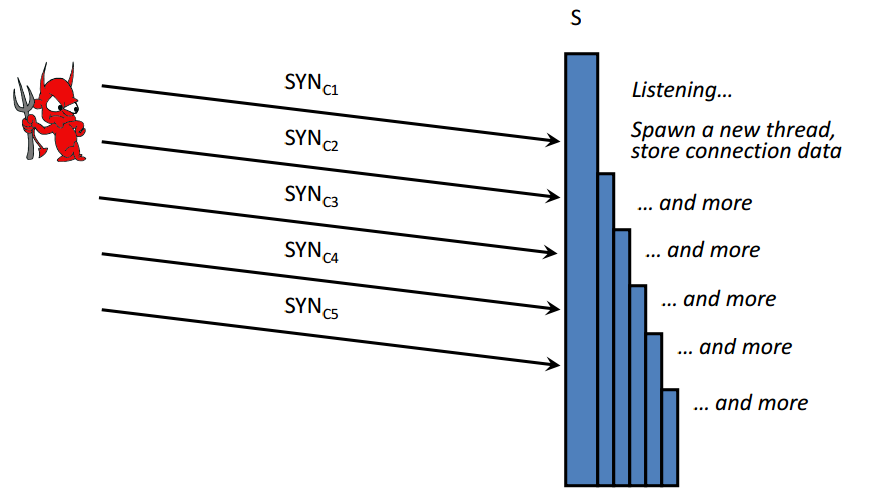 S
SYNC1
Listening...
SYNC2
Spawn a new thread,
store connection data
SYNC3
... and more
SYNC4
... and more
SYNC5
... and more
... and more
... and more